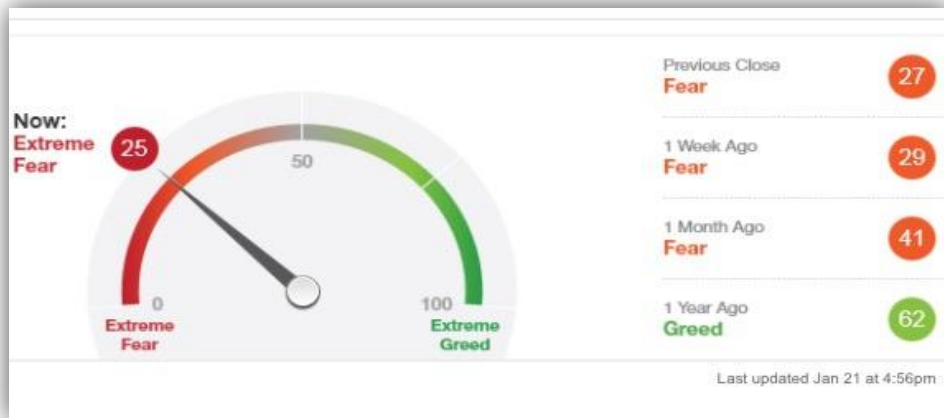 Now:
Extreme
Fear
25
50
0
100
Extreme
Fear
Extreme
Greed
Previous Close
Fear
27
1 Week Ago
Fear
29
1 Month Ago
Fear
41
1 Year Ago
Greed
62
Last updated Jan 21 at 4:56pm